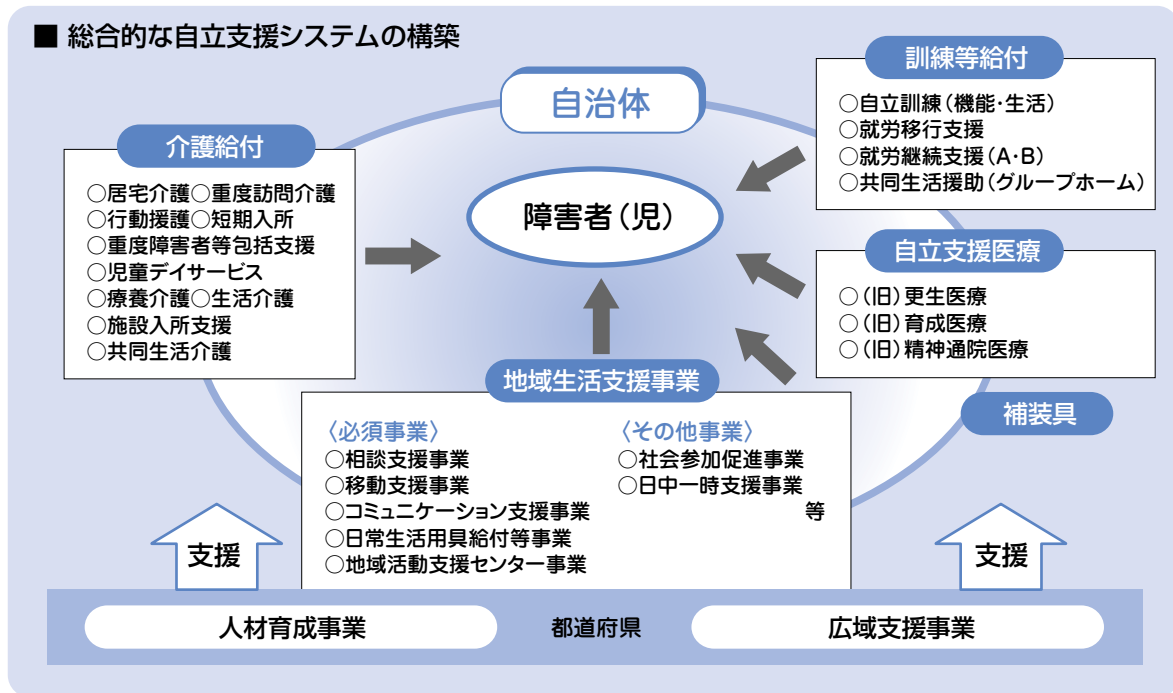 ■ 総合的な自立支援システムの構築
自治体
障害者（児）
介護給付
○居宅介護○重度訪問介護
○行動援護○短期入所
○重度障害者等包括支援
○児童デイサービス
○療養介護○生活介護
○施設入所支援
○共同生活介護
訓練等給付
○自立訓練（機能・生活）
○就労移行支援
○就労継続支援（A・B）
○共同生活援助（グループホーム）
自立支援医療
○（旧）更生医療
○（旧）育成医療
○（旧）精神通院医療
補装具
地域生活支援事業
〈必須事業〉
○相談支援事業
○移動支援事業
○コミュニケーション支援事業
○日常生活用具給付等事業
○地域活動支援センター事業
〈その他事業〉
○社会参加促進事業
○日中一時支援事業
等
支援
支援
人材育成事業
都道府県
広域支援事業